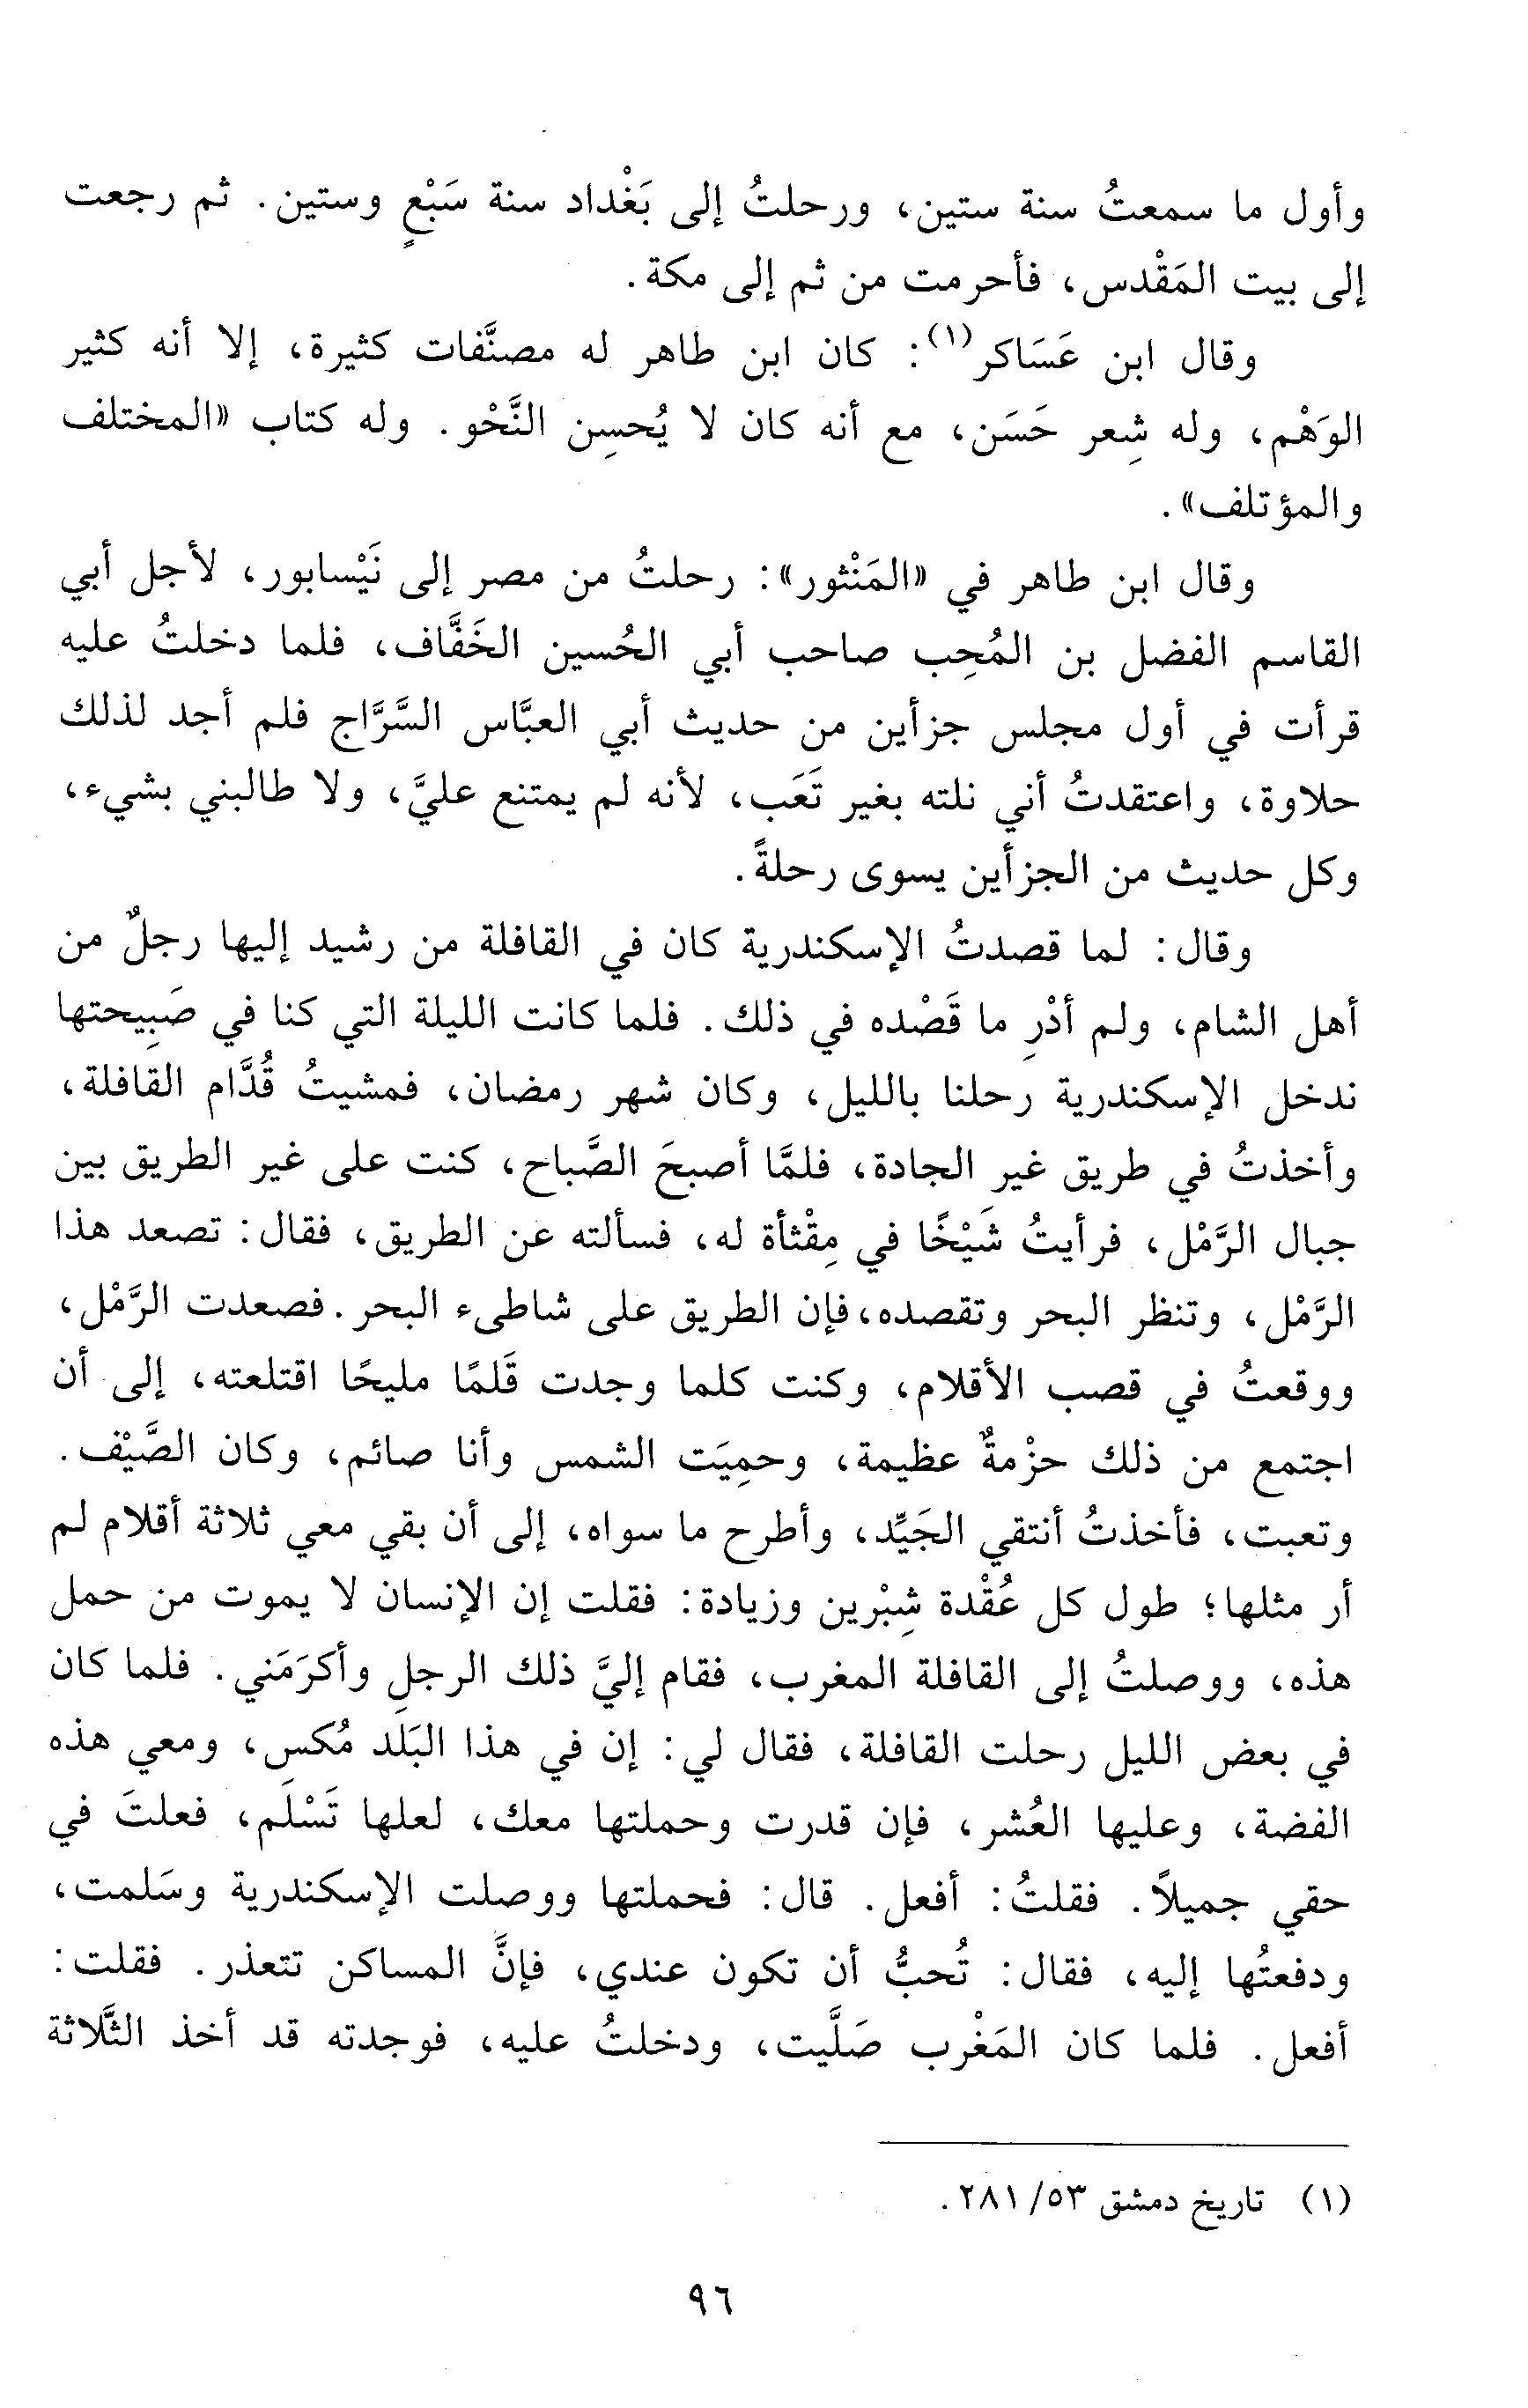 وأول ما سمعتُ سنة ستين، ورحلتُ إلى بَغْداد سنة سَبْعٍ وستين. ثم رجعت
إلى بيت المَقْدس، فأحرمت من ثم إلى مكة.
وقال ابن عَسَاكر(١): كان ابن طاهر له مصنَّفات كثيرة، إلا أنه كثير
الوَهْم، وله شِعر حَسَن، مع أنه كان لا يُحسِن النَّحْو. وله كتاب «المختلف
والمؤتلف».
وقال ابن طاهر في «المَنْثور»: رحلتُ من مصر إلى نَيْسابور، لأجل أبي
القاسم الفضل بن المُحِب صاحب أبي الحُسين الخَفَّاف، فلما دخلتُ عليه
قرأت في أول مجلس جزأين من حديث أبي العبَّاس السَّرَّاج فلم أجد لذلك
حلاوة، واعتقدتُ أني نلته بغير تَعَب، لأنه لم يمتنع عليَّ، ولا طالبني بشيء،
وكل حديث من الجزأين يسوى رحلةً.
وقال: لما قصدتُ الإسكندرية كان في القافلة من رشيد إليها رجلٌ من
أهل الشام، ولم أدْرِ ما قَصْده في ذلك. فلما كانت الليلة التي كنا في صَبِيحتها
ندخل الإسكندرية رحلنا بالليل، وكان شهر رمضان، فمشيتُ قُدَّام القافلة،
وأخذتُ في طريق غير الجادة، فلمَّا أصبحَ الصَّباح، كنت على غير الطريق بين
جبال الرَّمْل، فرأيتُ شَيْخًا في مِقْثأة له، فسألته عن الطريق، فقال: تصعد هذا
الرَّمْل، وتنظر البحر وتقصده، فإن الطريق على شاطىء البحر. فصعدت الرَّمْل،
ووقعتُ في قصب الأقلام، وكنت كلما وجدت قَلمًا مليحًا اقتلعته، إلى أن
اجتمع من ذلك حزْمةٌ عظيمة، وحمِيَت الشمس وأنا صائم، وكان الصَّيْف.
وتعبت، فأخذتُ أنتقي الجَيِّد، وأطرح ما سواه، إلى أن بقي معي ثلاثة أقلام لم
أر مثلها؛ طول كل عُقْدة شِبْرين وزيادة: فقلت إن الإنسان لا يموت من حمل
هذه، ووصلتُ إلى القافلة المغرب، فقام إليَّ ذلك الرجلِ وأكرَمَني. فلما كان
في بعض الليل رحلت القافلة، فقال لي: إن في هذا البَلَد مُكس، ومعي هذه
الفضة، وعليها العُشر، فإن قدرت وحملتها معك، لعلها تَسْلَم، فعلتَ في
حقي جميلاً. فقلتُ: أفعل. قال: فحملتها ووصلت الإسكندرية وسَلمت،
ودفعتُها إليه، فقال: تُحبُّ أن تكون عندي، فإنَّ المساكن تتعذر. فقلت:
أفعل. فلما كان المَغْرب صَلَّيت، ودخلتُ عليه، فوجدته قد أخذ الثَّلاثة
(١) تاريخ دمشق ٥٣/ ٢٨١.
٩٦